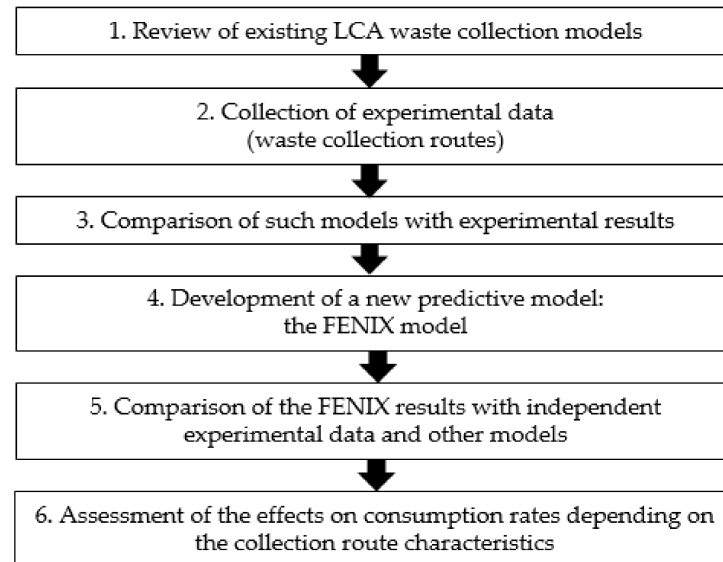 1. Review of existing LCA waste collection models
2. Collection of experimental data
(waste collection routes)
3. Comparison of such models with experimental results
4. Development of a new predictive model:
the FENIX model
5. Comparison of the FENIX results with independent
experimental data and other models
6. Assessment of the effects on consumption rates depending on
the collection route characteristics